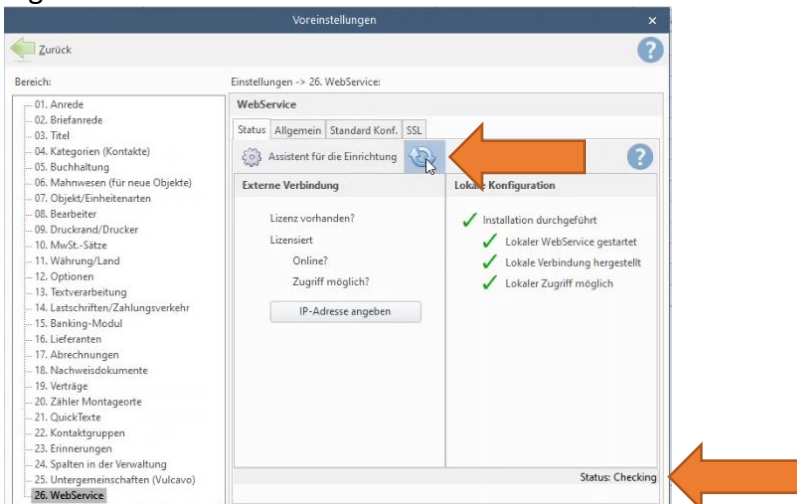 Voreinstellungen
Zurück
Bereich:
01. Anrede
02. Briefanrede
03. Titel
04. Kategorien (Kontakte)
05. Buchhaltung
06. Mahnwesen (für neue Objekte)
07. Objekt/Einheitenarten
08. Bearbeiter
09. Druckrand/Drucker
10. MwSt.-Sätze
11. Währung/Land
12. Optionen
13. Textverarbeitung
14. Lastschriften/Zahlungsverkehr
15. Banking-Modul
16. Lieferanten
17. Abrechnungen
18. Nachweisdokumente
19. Verträge
20. Zähler Montageorte
21. QuickTexte
22. Kontaktgruppen
23. Erinnerungen
24. Spalten in der Verwaltung
25. Untergemeinschaften (Vulcavo)
26. WebService
Einstellungen -> 26. WebService:
WebService
Status Allgemein Standard Konf. SSL
Assistent für die Einrichtung
Externe Verbindung
Lizenz vorhanden?
Lizensiert
Online?
Zugriff möglich?
IP-Adresse angeben
Lokale Konfiguration
Installation durchgeführt
Lokaler WebService gestartet
Lokale Verbindung hergestellt
Lokaler Zugriff möglich
Status: Checking